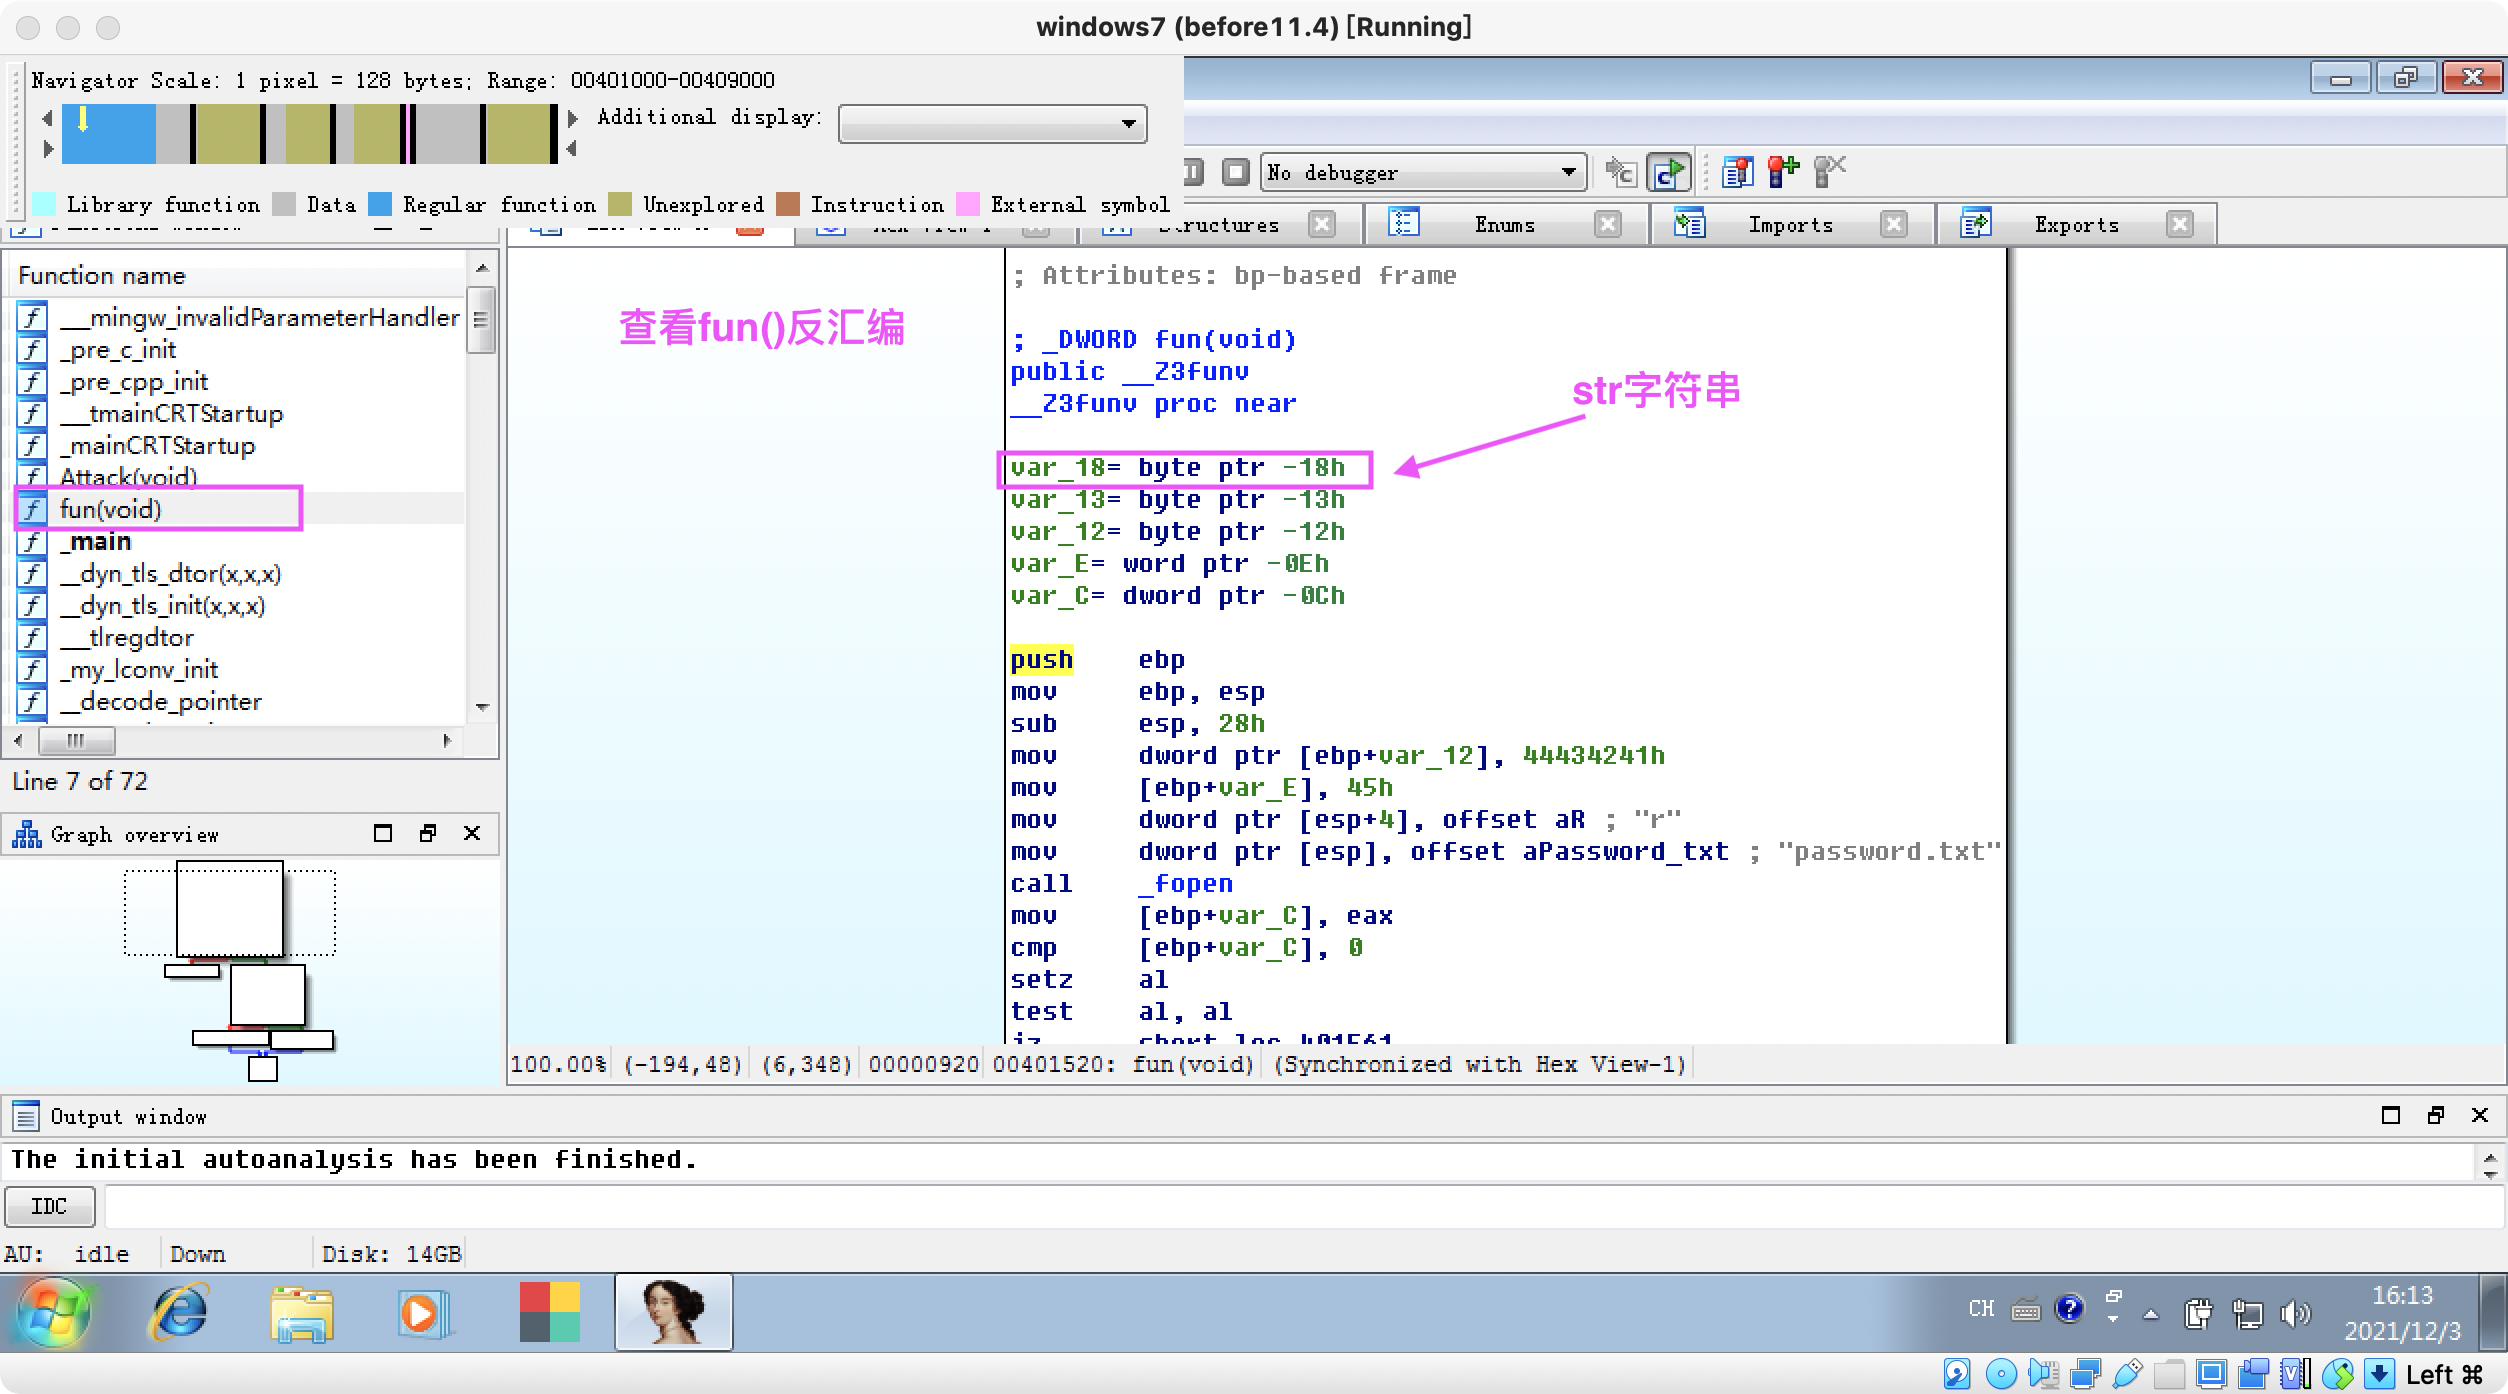 windows7 (before11.4) [Running]
Navigator Scale: 1 pixel = 128 bytes; Range: 00401000-00409000
Additional display:
No debugger
Library function Data Regular function Unexplored Instruction External symbol
Structures Enums Imports Exports
Function name
___mingw_invalidParameterHandler
_pre_c_init
_pre_cpp_init
___tmainCRTStartup
_mainCRTStartup
Attack(void)
fun(void)
_main
__dyn_tls_dtor(x,x,x)
__dyn_tls_init(x,x,x)
___tlregdtor
_my_lconv_init
__decode_pointer
Line 7 of 72
Graph overview
查看fun()反汇编
str字符串
; Attributes: bp-based frame
; _DWORD fun(void)
public __Z3funv
__Z3funv proc near
var_18= byte ptr -18h
var_13= byte ptr -13h
var_12= byte ptr -12h
var_E= word ptr -0Eh
var_C= dword ptr -0Ch
push ebp
mov ebp, esp
sub esp, 28h
mov dword ptr [ebp+var_12], 44434241h
mov [ebp+var_E], 45h
mov dword ptr [esp+4], offset aR ; "r"
mov dword ptr [esp], offset aPassword_txt ; "password.txt"
call _fopen
mov [ebp+var_C], eax
cmp [ebp+var_C], 0
setz al
test al, al
jz short loc_401561
100.00% (-194,48) (6,348) 00000920 00401520: fun(void) (Synchronized with Hex View-1)
Output window
The initial autoanalysis has been finished.
IDC
AU: idle Down Disk: 14GB
CH
16:13
2021/12/3
Left ⌘